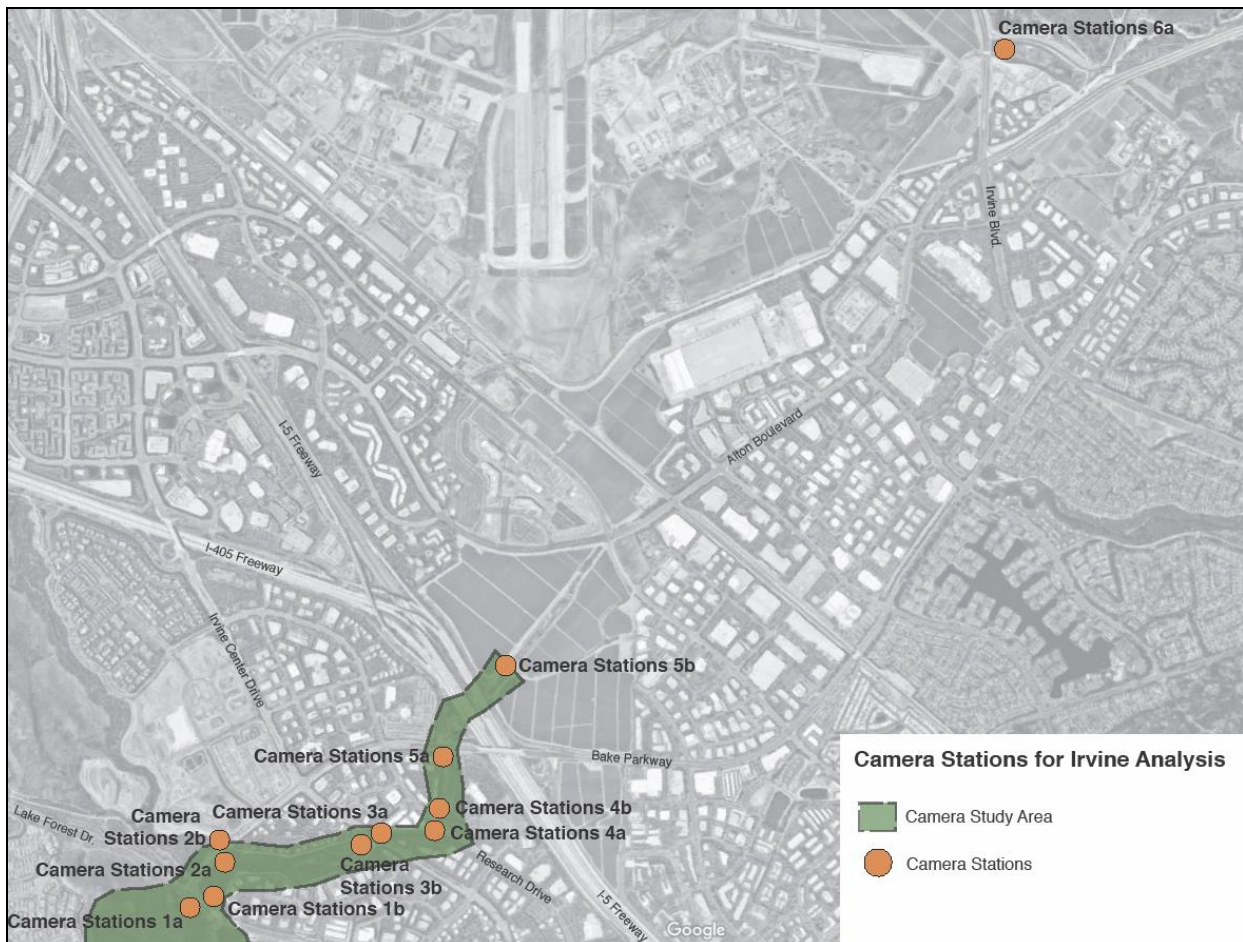 Camera Stations 6a
Irvine Blvd.
Alton Boulevard
I-5 Freeway
I-405 Freeway
Irvine Center Drive
Camera Stations 5b
Camera Stations 5a
Bake Parkway
Camera Stations for Irvine Analysis
Camera Study Area
Camera Stations
Lake Forest Dr.
Camera
Stations 2b
Camera Stations 3a
Camera Stations 4b
Camera Stations 4a
Camera Stations 2a
Camera
Stations 3b
Research Drive
I-5 Freeway
Camera Stations 1b
Camera Stations 1a
Google